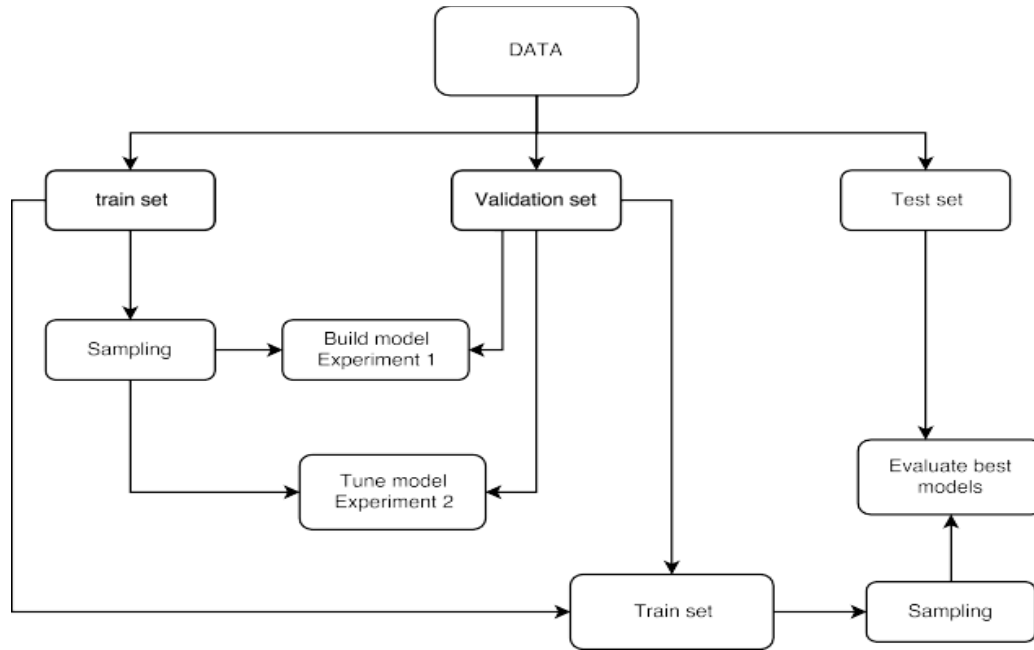 DATA
train set
Validation set
Test set
Sampling
Build model
Experiment 1
Tune model
Experiment 2
Evaluate best
models
Train set
Sampling